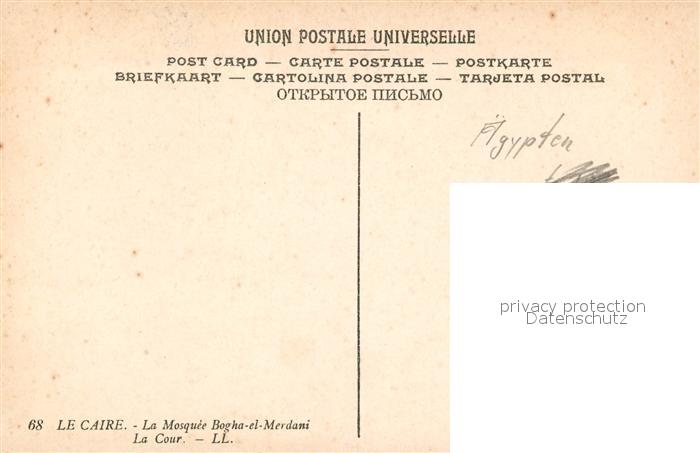 UNION POSTALE UNIVERSELLE
POST CARD — CARTE POSTALE — POSTKARTE
BRIEFKAART — CARTOLINA POSTALE — TARJETA POSTAL
ОТКРЫТОЕ ПИСЬМО
Ägypten
privacy protection
Datenschutz
68 LE CAIRE. - La Mosquée Bogha-el-Merdani
La Cour. — LL.